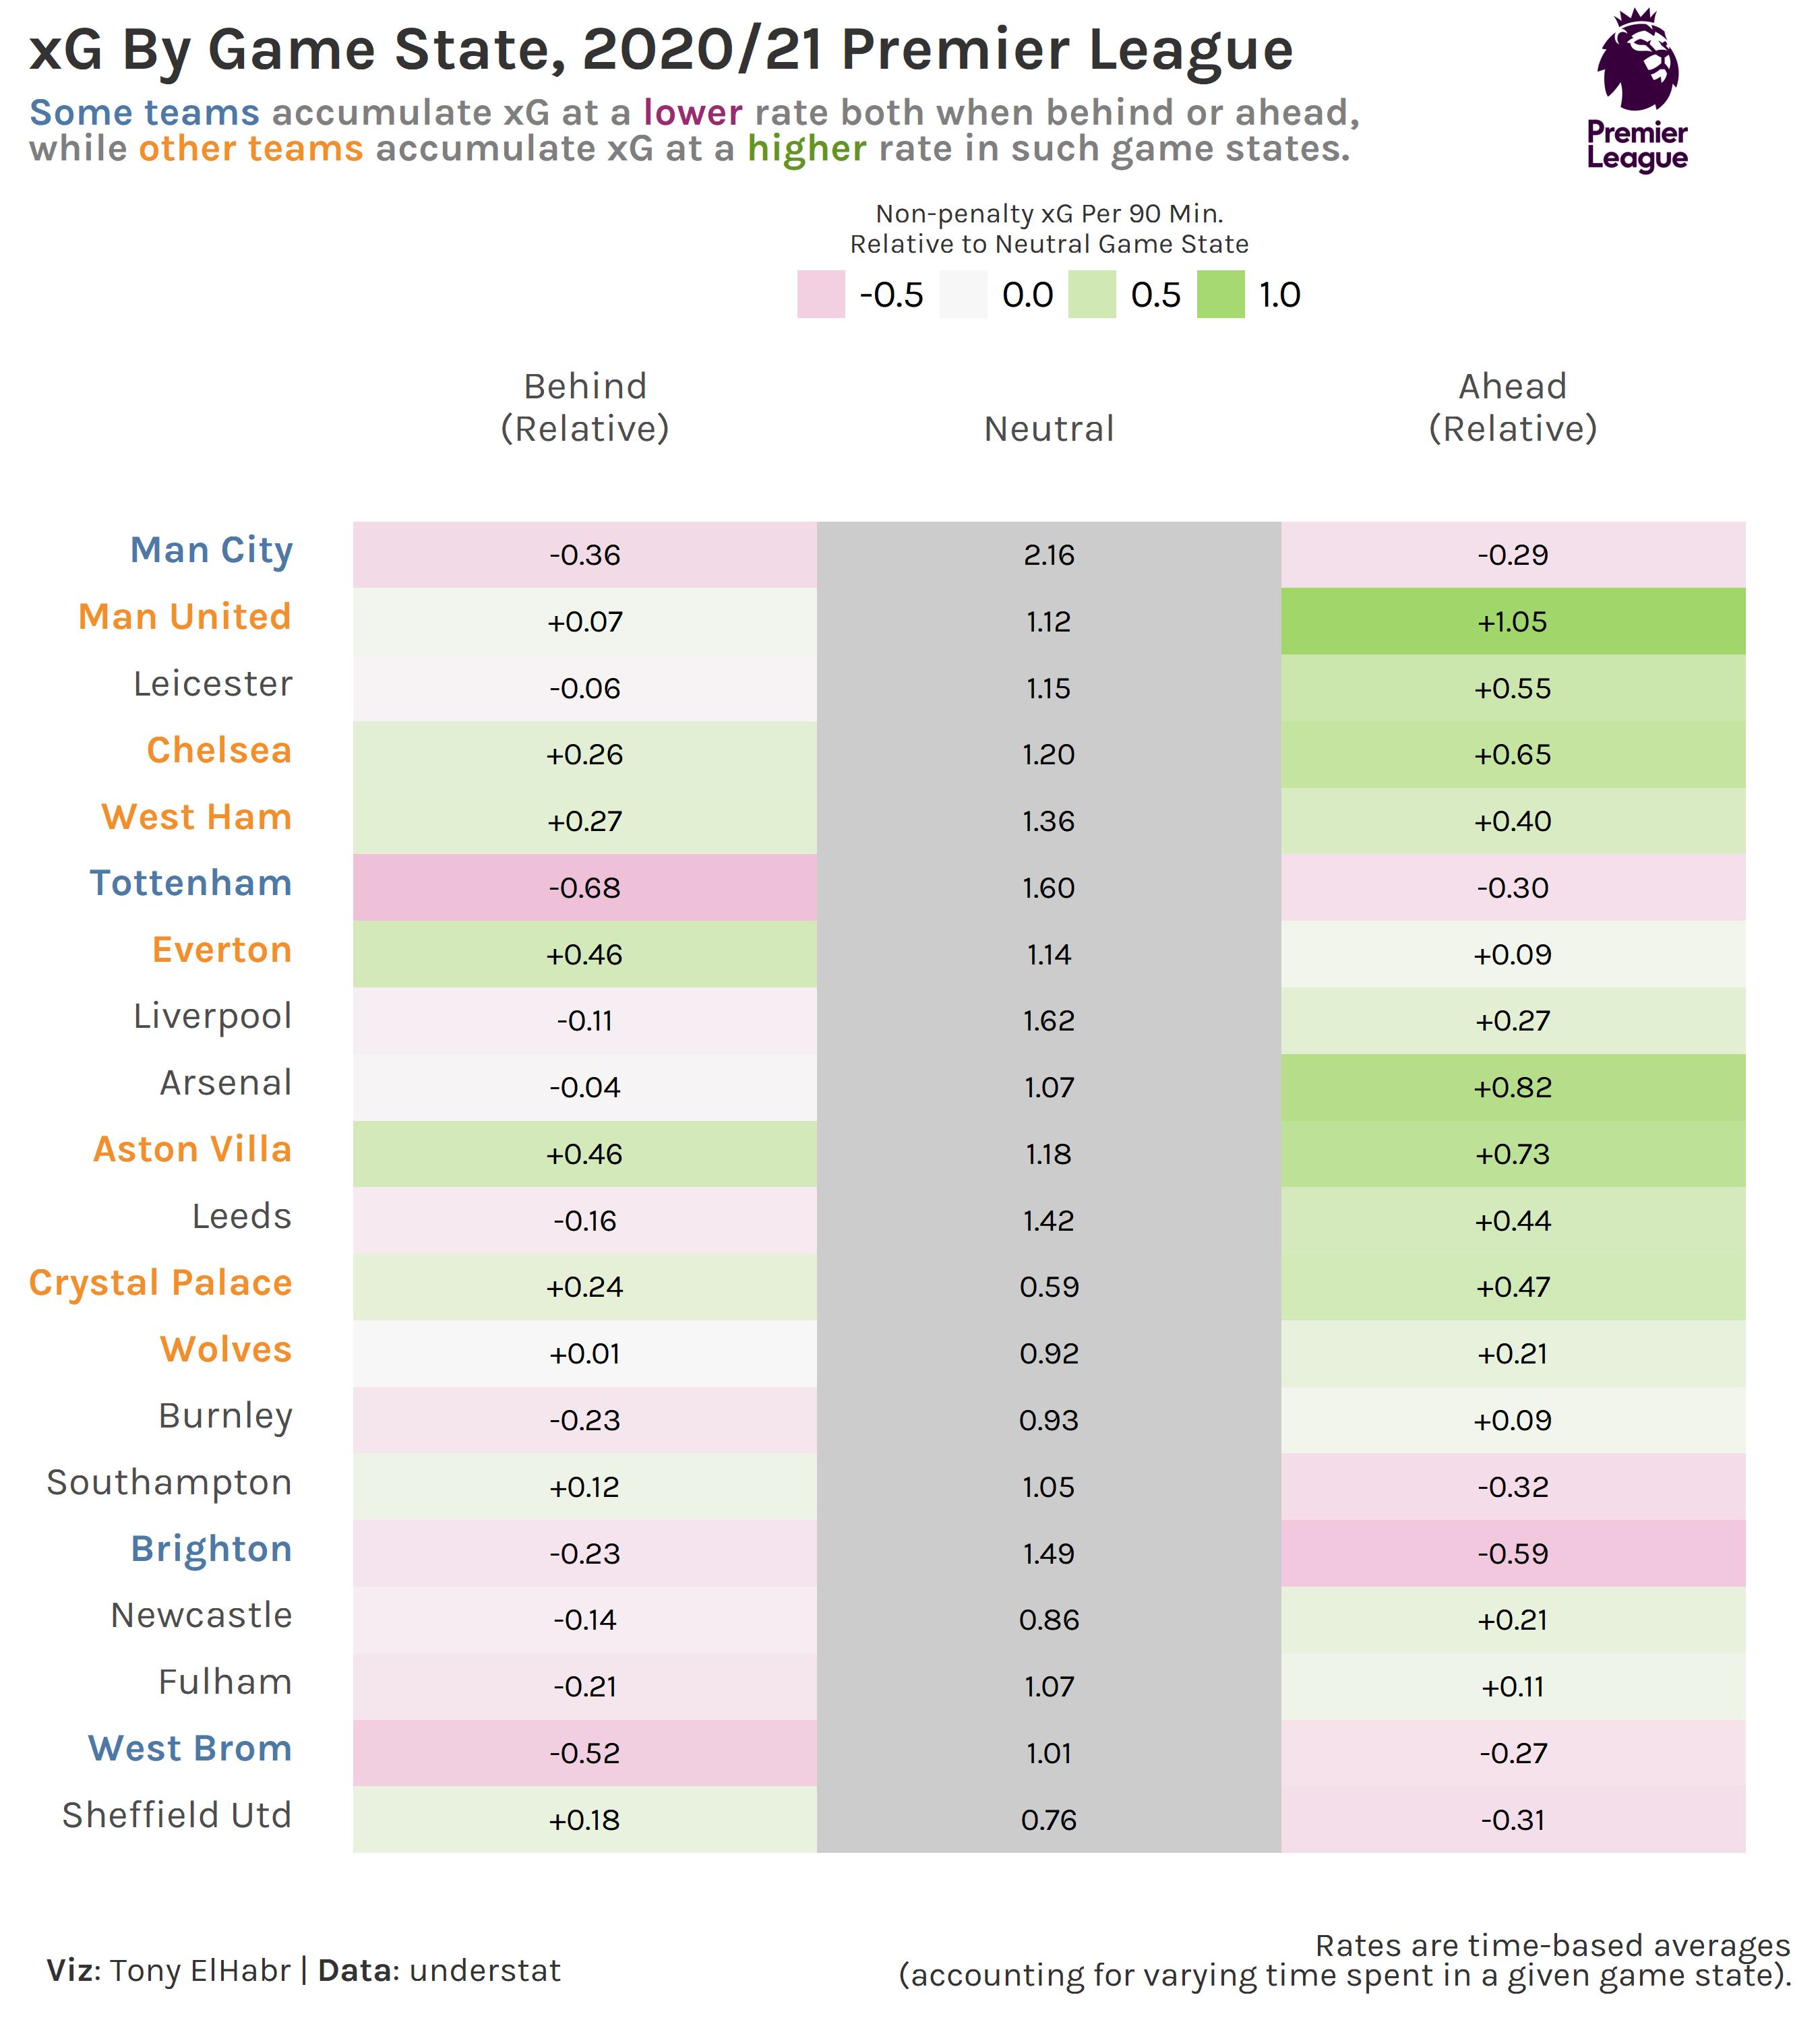 xG By Game State, 2020/21 Premier League
Some teams accumulate xG at a lower rate both when behind or ahead,
while other teams accumulate xG at a higher rate in such game states.
Premier
League
Non-penalty xG Per 90 Min.
Relative to Neutral Game State
-0.5 0.0 0.5 1.0
Behind
(Relative)
Neutral
Ahead
(Relative)
Man City -0.36 2.16 -0.29
Man United +0.07 1.12 +1.05
Leicester -0.06 1.15 +0.55
Chelsea +0.26 1.20 +0.65
West Ham +0.27 1.36 +0.40
Tottenham -0.68 1.60 -0.30
Everton +0.46 1.14 +0.09
Liverpool -0.11 1.62 +0.27
Arsenal -0.04 1.07 +0.82
Aston Villa +0.46 1.18 +0.73
Leeds -0.16 1.42 +0.44
Crystal Palace +0.24 0.59 +0.47
Wolves +0.01 0.92 +0.21
Burnley -0.23 0.93 +0.09
Southampton +0.12 1.05 -0.32
Brighton -0.23 1.49 -0.59
Newcastle -0.14 0.86 +0.21
Fulham -0.21 1.07 +0.11
West Brom -0.52 1.01 -0.27
Sheffield Utd +0.18 0.76 -0.31
Viz: Tony ElHabr | Data: understat
Rates are time-based averages
(accounting for varying time spent in a given game state).